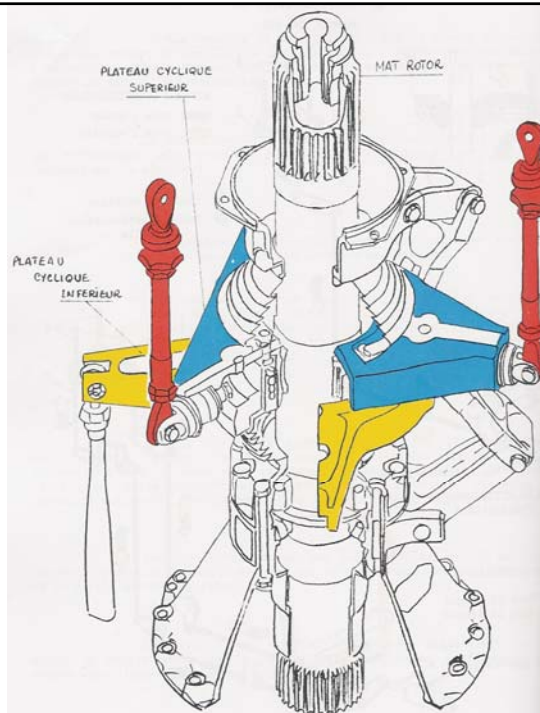 PLATEAU CYCLIQUE
SUPERIEUR
MAT ROTOR
PLATEAU
CYCLIQUE
INFERIEUR